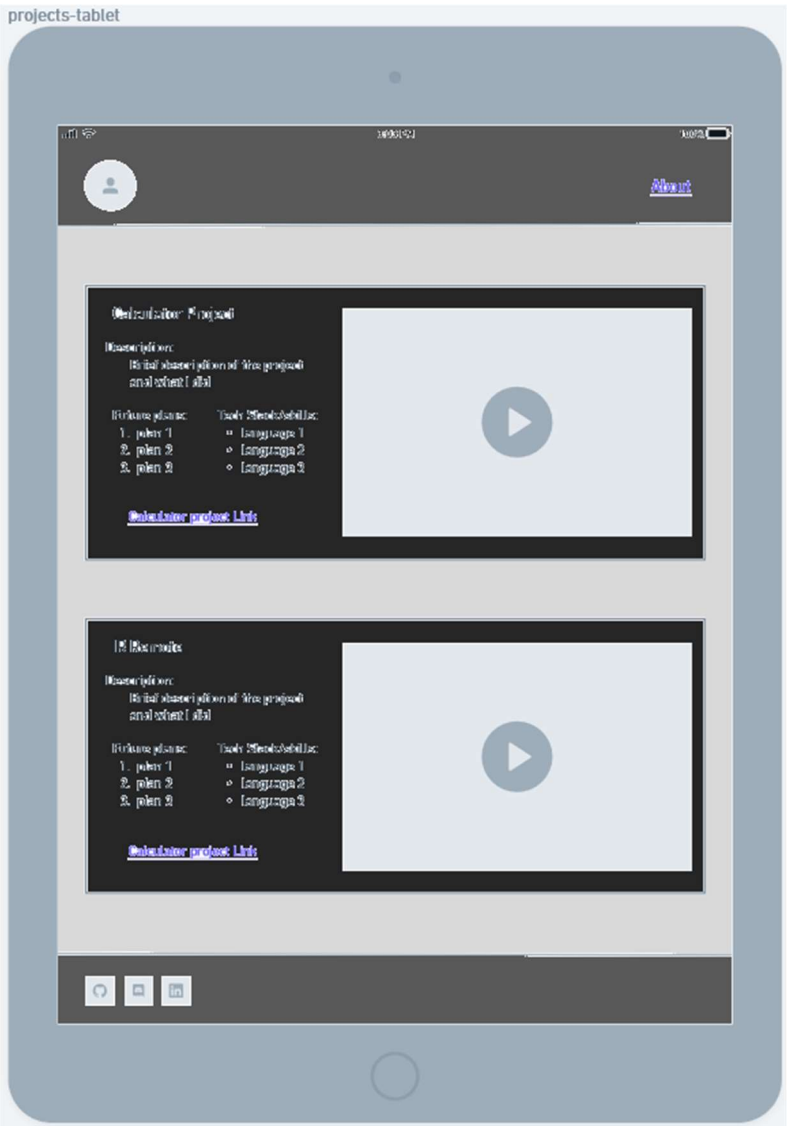 projects-tablet
100%
About
Calculator Project
Description:
Brief description of the project
and what I did
Future plans:
1. plan 1
2. plan 2
3. plan 3
Tech Stack/skills:
language 1
language 2
language 3
Calculator project Link
Remote
Description:
Brief description of the project
and what I did
Future plans:
1. plan 1
2. plan 2
3. plan 3
Tech Stack/skills:
language 1
language 2
language 3
Calculator project Link
in